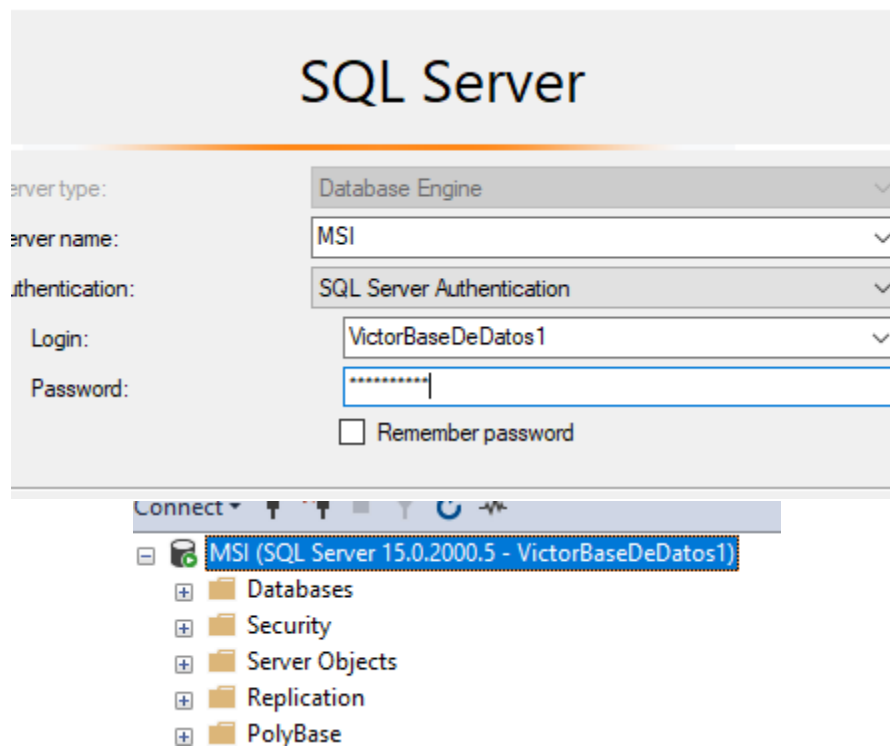 SQL Server
erver type: Database Engine
erver name: MSI
uthentication: SQL Server Authentication
Login: VictorBaseDeDatos1
Password: **********
Remember password
Connect
MSI (SQL Server 15.0.2000.5 - VictorBaseDeDatos1)
Databases
Security
Server Objects
Replication
PolyBase